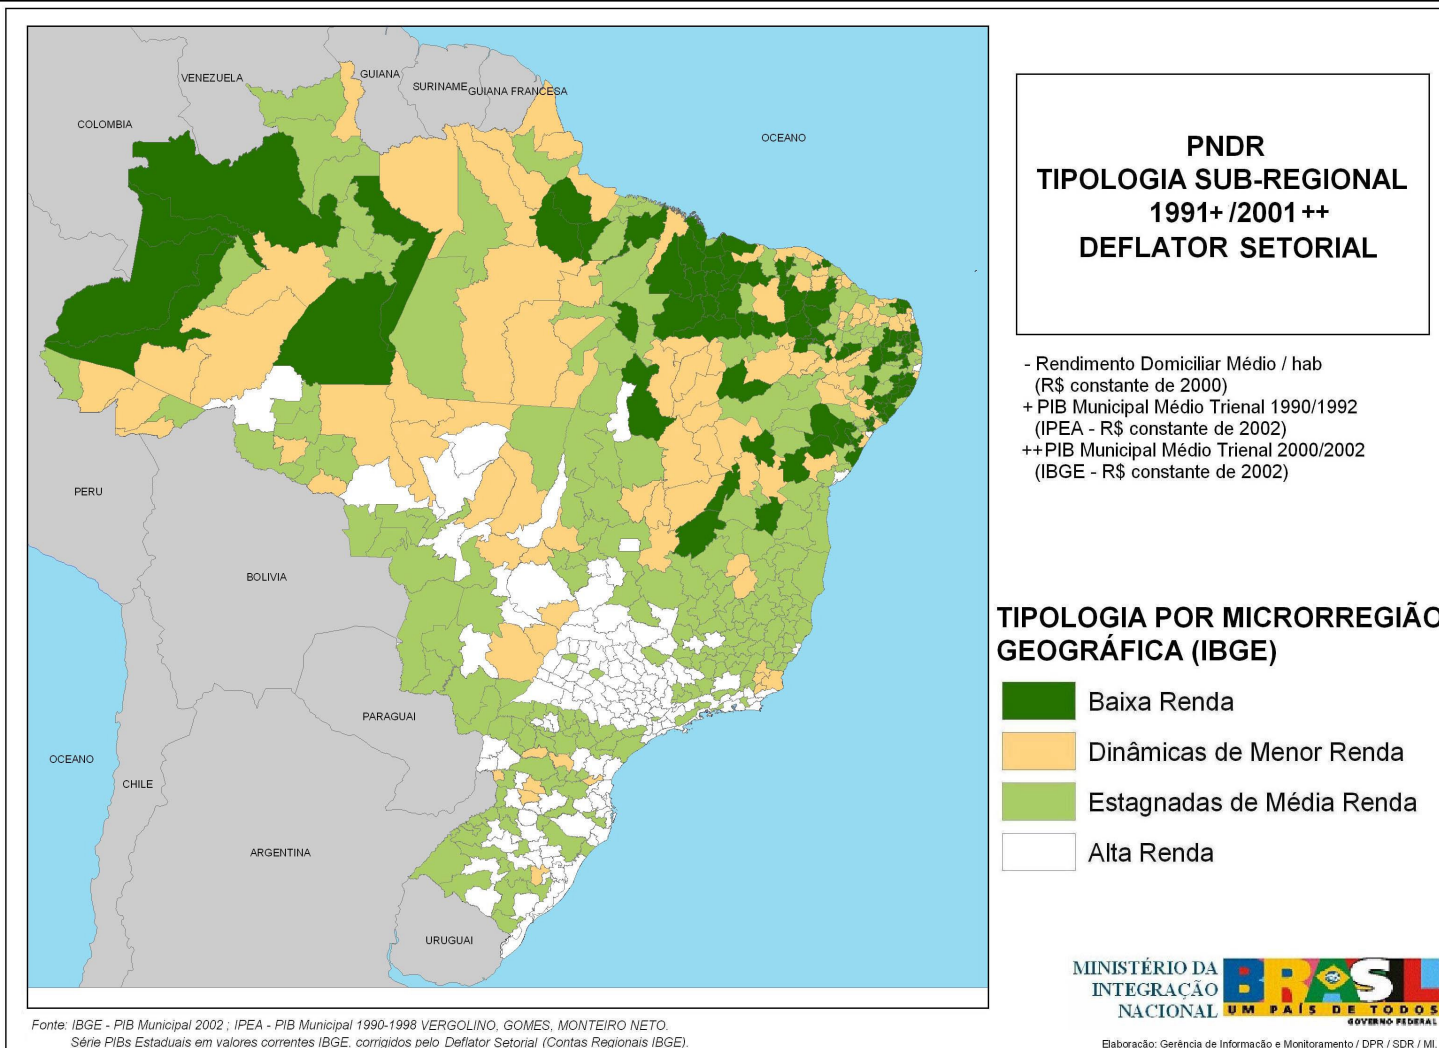 VENEZUELA
GUIANA
SURINAME
GUIANA FRANCESA
COLOMBIA
OCEANO
PERU
BOLIVIA
PARAGUAI
OCEANO
CHILE
ARGENTINA
URUGUAI
PNDR
TIPOLOGIA SUB-REGIONAL
1991+ /2001 ++
DEFLATOR SETORIAL
- Rendimento Domiciliar Médio / hab
(R$ constante de 2000)
+ PIB Municipal Médio Trienal 1990/1992
(IPEA - R$ constante de 2002)
++PIB Municipal Médio Trienal 2000/2002
(IBGE - R$ constante de 2002)
TIPOLOGIA POR MICRORREGIÃO
GEOGRÁFICA (IBGE)
Baixa Renda
Dinâmicas de Menor Renda
Estagnadas de Média Renda
Alta Renda
MINISTÉRIO DA
INTEGRAÇÃO
NACIONAL
BRASIL
UM PAÍS DE TODOS
GOVERNO FEDERAL
Fonte: IBGE - PIB Municipal 2002 ; IPEA - PIB Municipal 1990-1998 VERGOLINO, GOMES, MONTEIRO NETO.
Série PIBs Estaduais em valores correntes IBGE, corrigidos pelo Deflator Setorial (Contas Regionais IBGE).
Elaboração: Gerência de Informação e Monitoramento / DPR / SDR / MI.